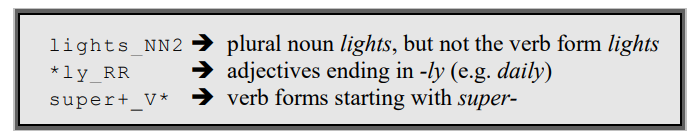 lights_NN2 → plural noun lights, but not the verb form lights
*ly_RR → adjectives ending in -ly (e.g. daily)
super+_V* → verb forms starting with super-